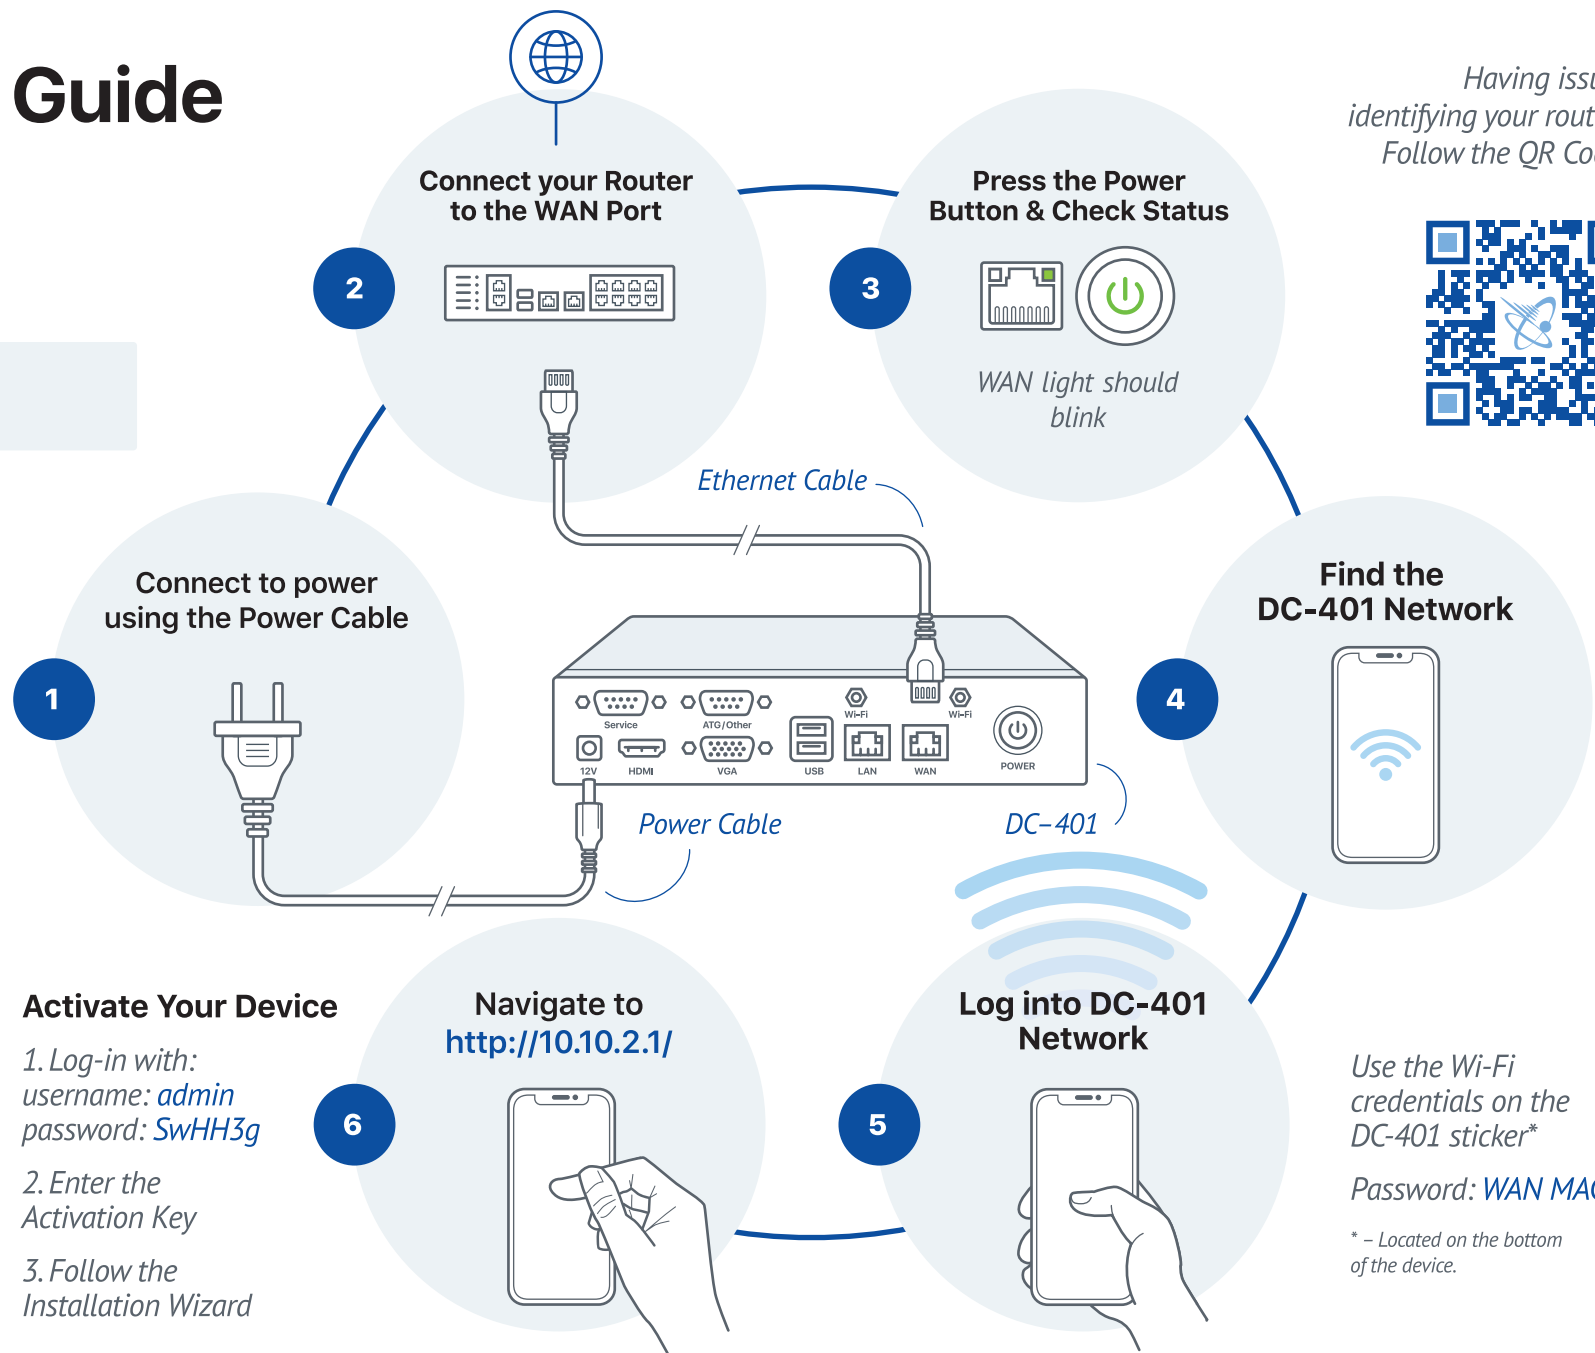 Guide
Having issu
identifying your rout
Follow the QR Co
Connect your Router
to the WAN Port
2
Press the Power
Button & Check Status
3
WAN light should
blink
Ethernet Cable
Connect to power
using the Power Cable
1
Find the
DC-401 Network
4
Service
ATG/Other
Wi-Fi
Wi-Fi
12V
HDMI
VGA
USB
LAN
WAN
POWER
Power Cable
DC–401
Activate Your Device
1. Log-in with:
username: admin
password: SwHH3g
2. Enter the
Activation Key
3. Follow the
Installation Wizard
Navigate to
http://10.10.2.1/
6
Log into DC-401
Network
5
Use the Wi-Fi
credentials on the
DC-401 sticker*
Password: WAN MAC
* – Located on the bottom
of the device.